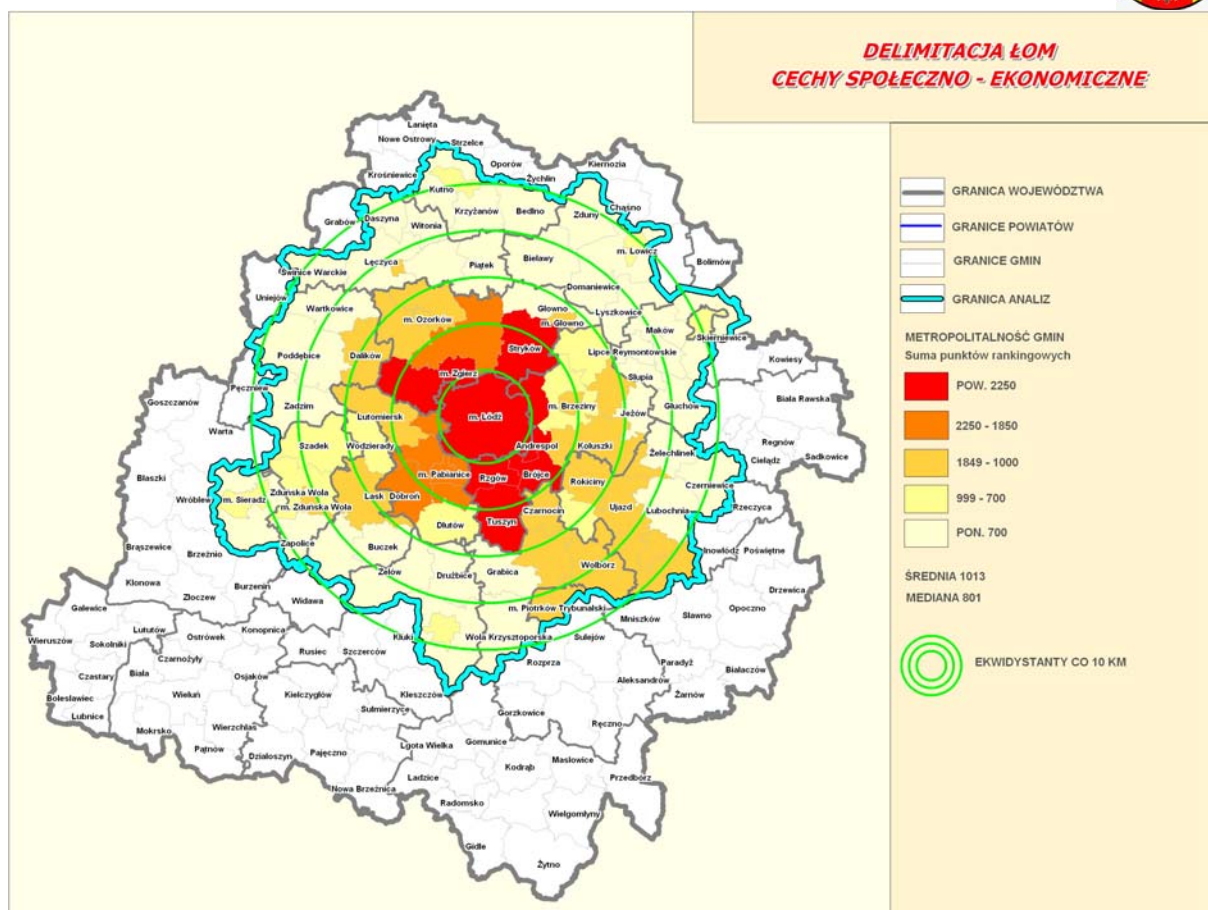 DELIMITACJA ŁOM
CECHY SPOŁECZNO - EKONOMICZNE
GRANICA WOJEWÓDZTWA
GRANICE POWIATÓW
GRANICE GMIN
GRANICA ANALIZ
METROPOLITALNOŚĆ GMIN
Suma punktów rankingowych
POW. 2250
2250 - 1850
1849 - 1000
999 - 700
PON. 700
ŚREDNIA 1013
MEDIANA 801
EKWIDYSTANTY CO 10 KM
Łanięta
Nowe Ostrowy
Strzelce
Oporów
Kiernozia
Krośniewice
Żychlin
Kutno
Grabów
Daszyna
Krzyżanów
Bedlno
Zduny
Chąśno
Witonia
m. Łowicz
Łęczyca
Piątek
Bielawy
Bolimów
Świnice Warckie
Domaniewice
Uniejów
Wartkowice
m. Ozorków
Głowno
m. Głowno
Łyszkowice
Maków
Skierniewice
Stryków
Lipce Reymontowskie
Kowiesy
Poddębice
Dalików
m. Zgierz
Słupia
Pęczniew
Biała Rawska
Goszczanów
Zadzim
Lutomiersk
m. Łódź
m. Brzeziny
Jeżów
Głuchów
Warta
Regnów
Szadek
Wodzierady
Andrespol
Koluszki
Żelechlinek
Cielądz
Sadkowice
Błaszki
m. Pabianice
Rzgów
Brójce
Rokiciny
Czerniewice
Wróblew
m. Sieradz
Zduńska Wola
m. Zduńska Wola
Łask
Dobroń
Czarnocin
Ujazd
Lubochnia
Rzeczyca
Dłutów
Tuszyn
Zapolice
Buczek
Inowłódz
Poświętne
Brąszewice
Brzeźnio
Wolbórz
Klonowa
Zelów
Drużbice
Grabica
Drzewica
Burzenin
Złoczew
Widawa
m. Piotrków Trybunalski
Opoczno
Galewice
Mniszków
Sławno
Lututów
Ostrówek
Konopnica
Kluki
Wola Krzysztoporska
Sulejów
Wieruszów
Sokolniki
Rusiec
Szczerców
Czarnożyły
Rozprza
Paradyż
Białaczów
Czastary
Biała
Osjaków
Aleksandrów
Bolesławiec
Wieluń
Kiełczygłów
Kleszczów
Żarnów
Łubnice
Sulmierzyce
Gorzkowice
Mokrsko
Wierzchlas
Ręczno
Pątnów
Działoszyn
Pajęczno
Lgota Wielka
Gomunice
Masłowice
Ładzice
Kodrąb
Przedbórz
Nowa Brzeźnica
Radomsko
Wielgomłyny
Gidle
Żytno